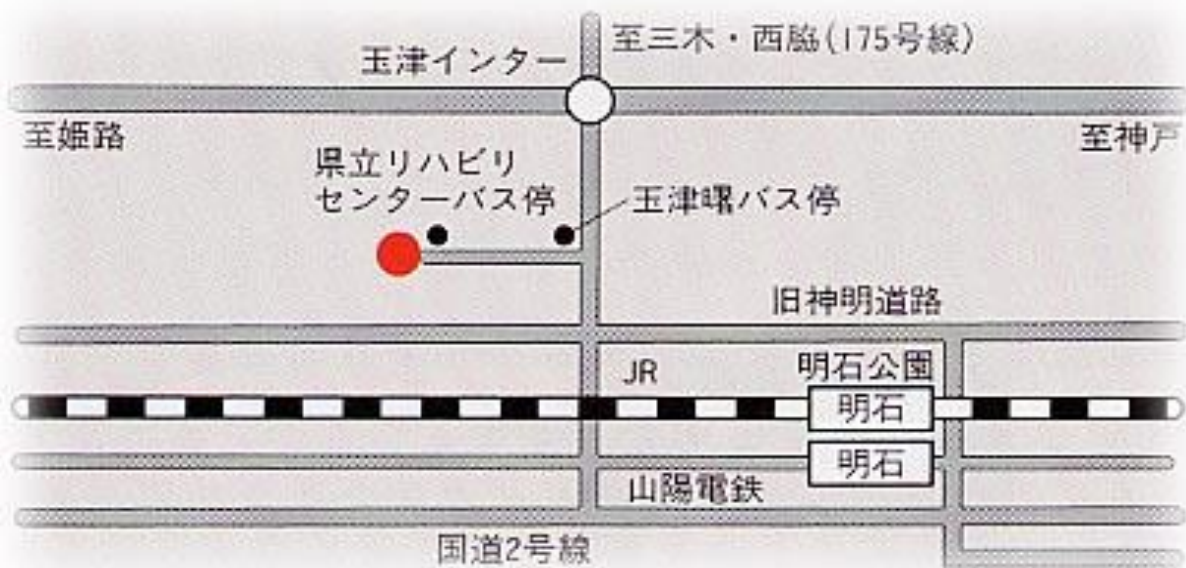 至三木・西脇(175号線)
玉津インター
至姫路
至神戸
県立リハビリ
センターバス停
玉津曙バス停
旧神明道路
JR
明石公園
明石
明石
山陽電鉄
国道2号線